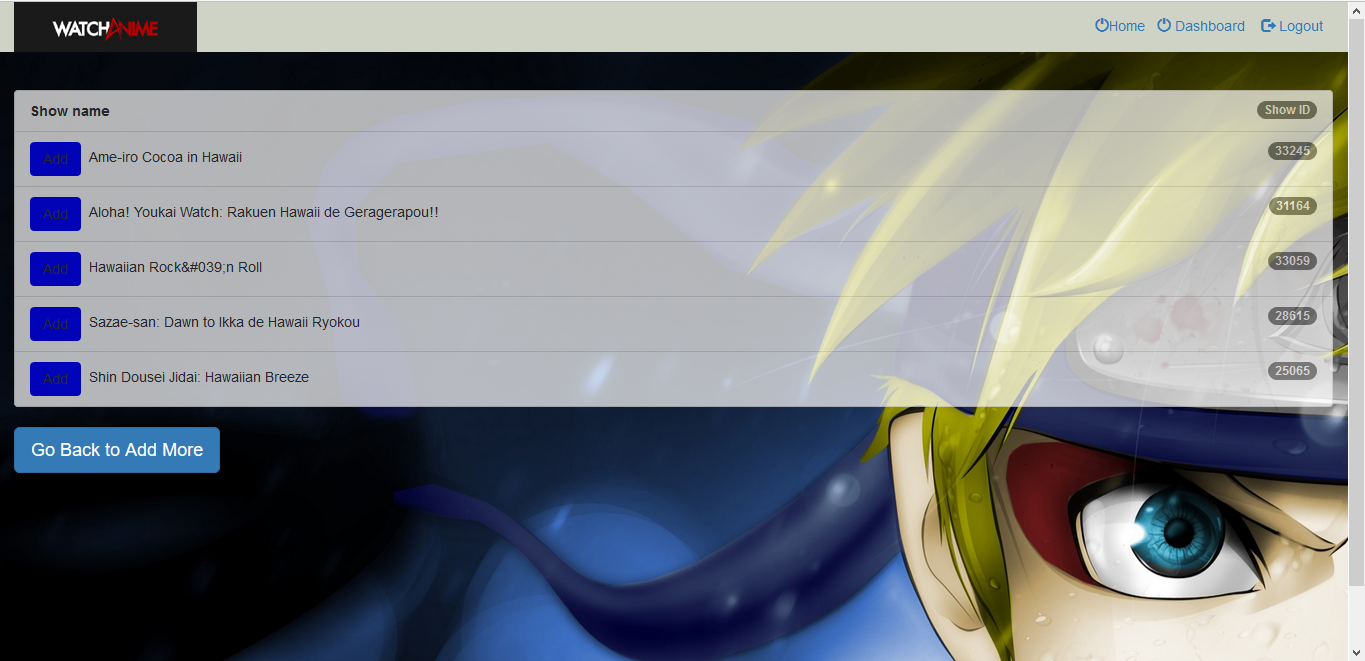 WATCHANIME
Home Dashboard Logout
Show name Show ID
Add Ame-iro Cocoa in Hawaii 33245
Add Aloha! Youkai Watch: Rakuen Hawaii de Geragerapou!! 31164
Add Hawaiian Rock&#039;n Roll 33059
Add Sazae-san: Dawn to Ikka de Hawaii Ryokou 28615
Add Shin Dousei Jidai: Hawaiian Breeze 25065
Go Back to Add More